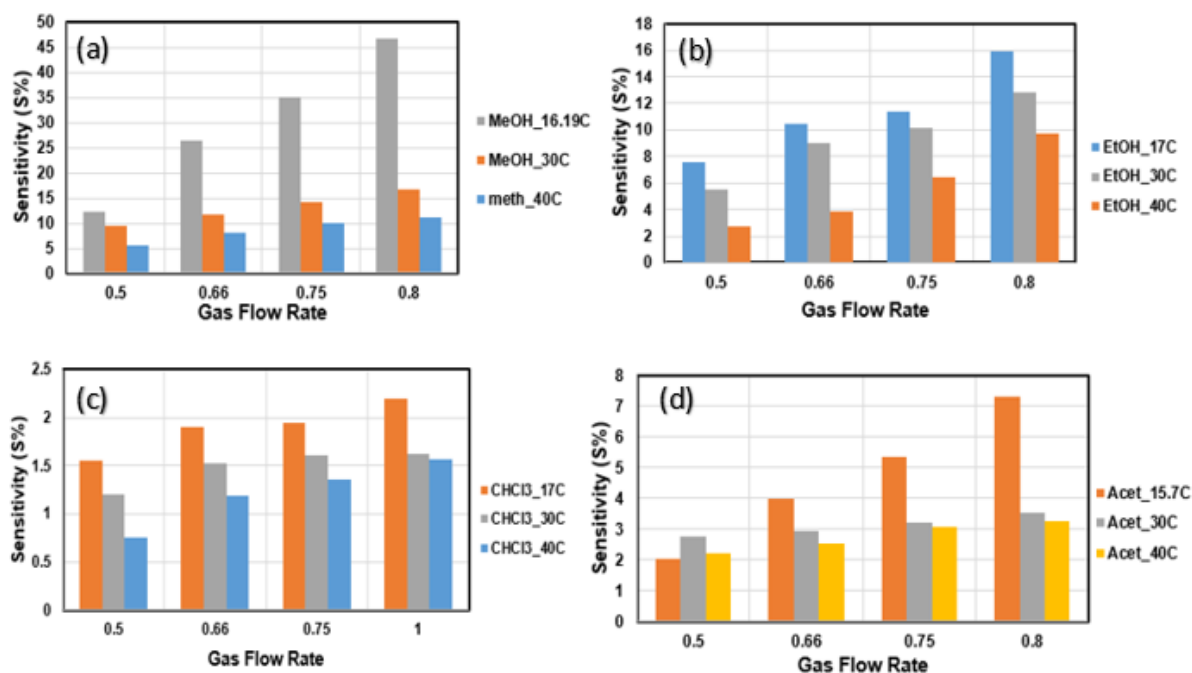 (a)
Sensitivity (S%)
50
45
40
35
30
25
20
15
10
5
0
0.5 0.66 0.75 0.8
Gas Flow Rate
MeOH_16.19C
MeOH_30C
meth_40C
(b)
Sensitivity (S%)
18
16
14
12
10
8
6
4
2
0
0.5 0.66 0.75 0.8
Gas Flow Rate
EtOH_17C
EtOH_30C
EtOH_40C
(c)
Sensitivity (S%)
2.5
2
1.5
1
0.5
0
0.5 0.66 0.75 1
Gas Flow Rate
CHCl3_17C
CHCl3_30C
CHCl3_40C
(d)
Sensitivity (S%)
8
7
6
5
4
3
2
1
0
0.5 0.66 0.75 0.8
Gas Flow Rate
Acet_15.7C
Acet_30C
Acet_40C